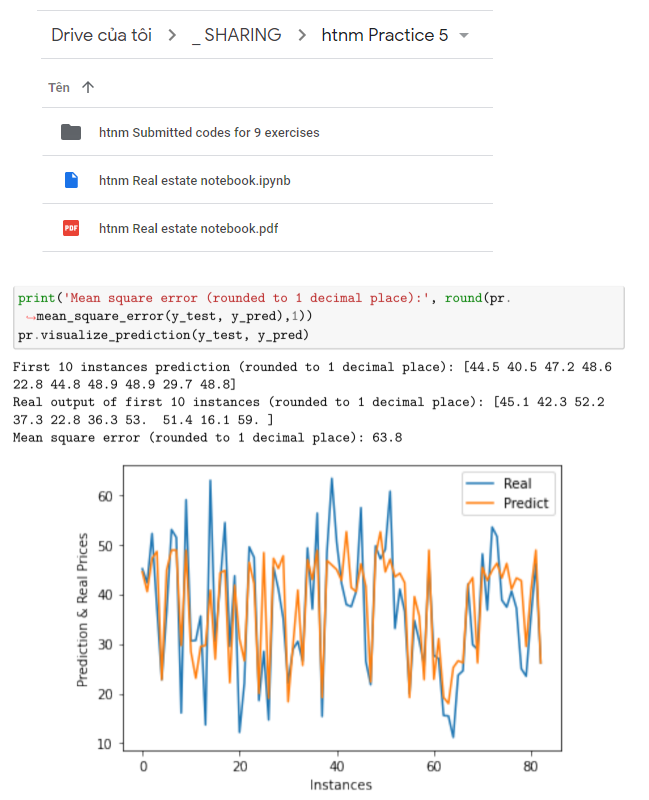 Drive của tôi > _ SHARING > htnm Practice 5
Tên ↑
htnm Submitted codes for 9 exercises
htnm Real estate notebook.ipynb
PDF htnm Real estate notebook.pdf
print('Mean square error (rounded to 1 decimal place):', round(pr.
↪mean_square_error(y_test, y_pred),1))
pr.visualize_prediction(y_test, y_pred)
First 10 instances prediction (rounded to 1 decimal place): [44.5 40.5 47.2 48.6
22.8 44.8 48.9 48.9 29.7 48.8]
Real output of first 10 instances (rounded to 1 decimal place): [45.1 42.3 52.2
37.3 22.8 36.3 53.  51.4 16.1 59. ]
Mean square error (rounded to 1 decimal place): 63.8
Real
Predict
Prediction & Real Prices
60
50
40
30
20
10
0 20 40 60 80
Instances